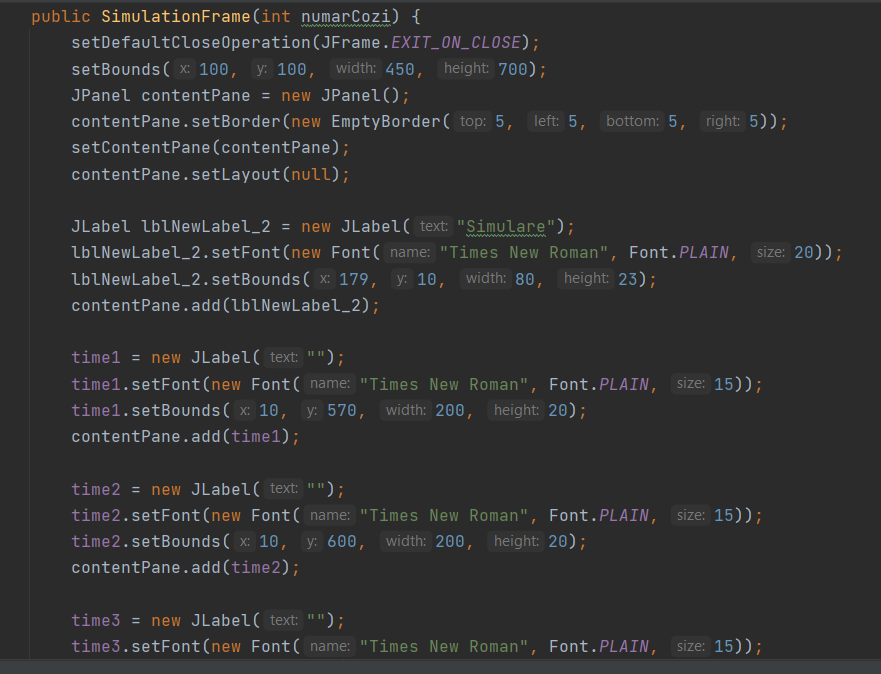 public SimulationFrame(int numarCozi) {
    setDefaultCloseOperation(JFrame.EXIT_ON_CLOSE);
    setBounds( x: 100, y: 100, width: 450, height: 700);
    JPanel contentPane = new JPanel();
    contentPane.setBorder(new EmptyBorder( top: 5, left: 5, bottom: 5, right: 5));
    setContentPane(contentPane);
    contentPane.setLayout(null);

    JLabel lblNewLabel_2 = new JLabel( text: "Simulare");
    lblNewLabel_2.setFont(new Font( name: "Times New Roman", Font.PLAIN, size: 20));
    lblNewLabel_2.setBounds( x: 179, y: 10, width: 80, height: 23);
    contentPane.add(lblNewLabel_2);

    time1 = new JLabel( text: "");
    time1.setFont(new Font( name: "Times New Roman", Font.PLAIN, size: 15));
    time1.setBounds( x: 10, y: 570, width: 200, height: 20);
    contentPane.add(time1);

    time2 = new JLabel( text: "");
    time2.setFont(new Font( name: "Times New Roman", Font.PLAIN, size: 15));
    time2.setBounds( x: 10, y: 600, width: 200, height: 20);
    contentPane.add(time2);

    time3 = new JLabel( text: "");
    time3.setFont(new Font( name: "Times New Roman", Font.PLAIN, size: 15));